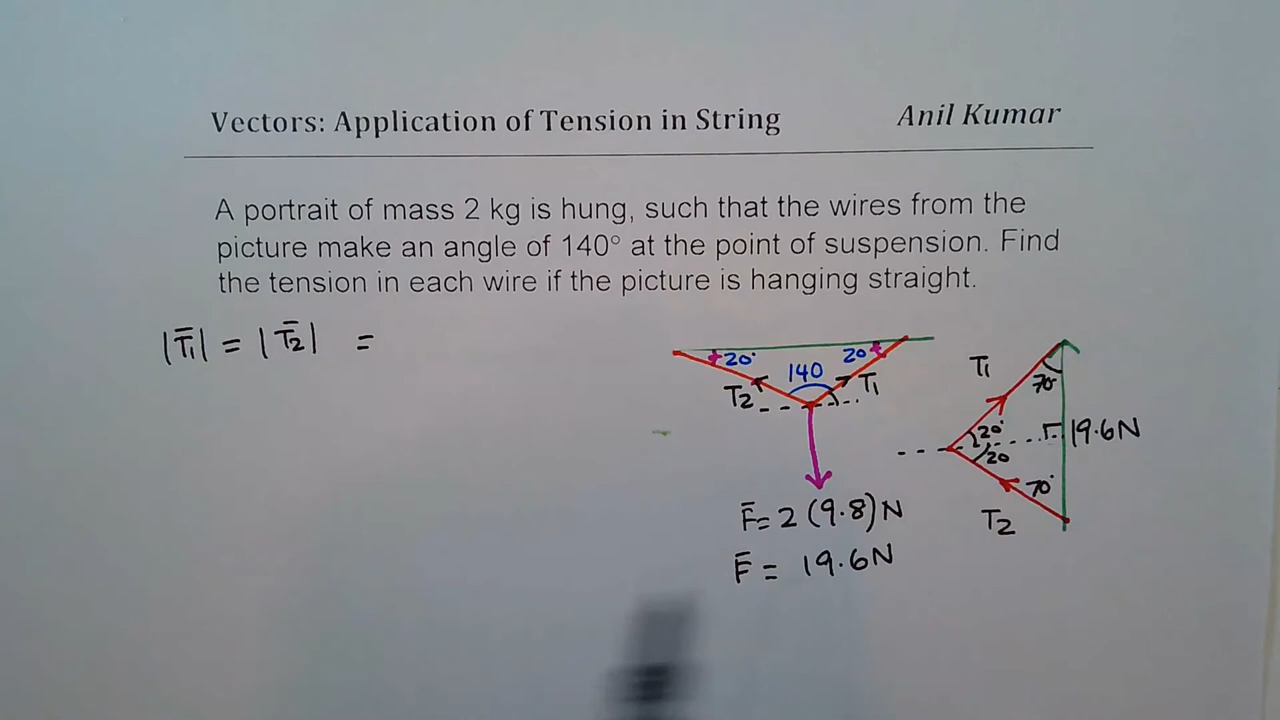 Vectors: Application of Tension in String
Anil Kumar
A portrait of mass 2 kg is hung, such that the wires from the
picture make an angle of 140° at the point of suspension. Find
the tension in each wire if the picture is hanging straight.
|T̄₁| = |T̄₂| =
20°
140
20°
T₂
T₁
F̄ = 2 (9.8) N
F̄ = 19.6 N
T₁
70°
20°
20
19.6 N
70°
T₂